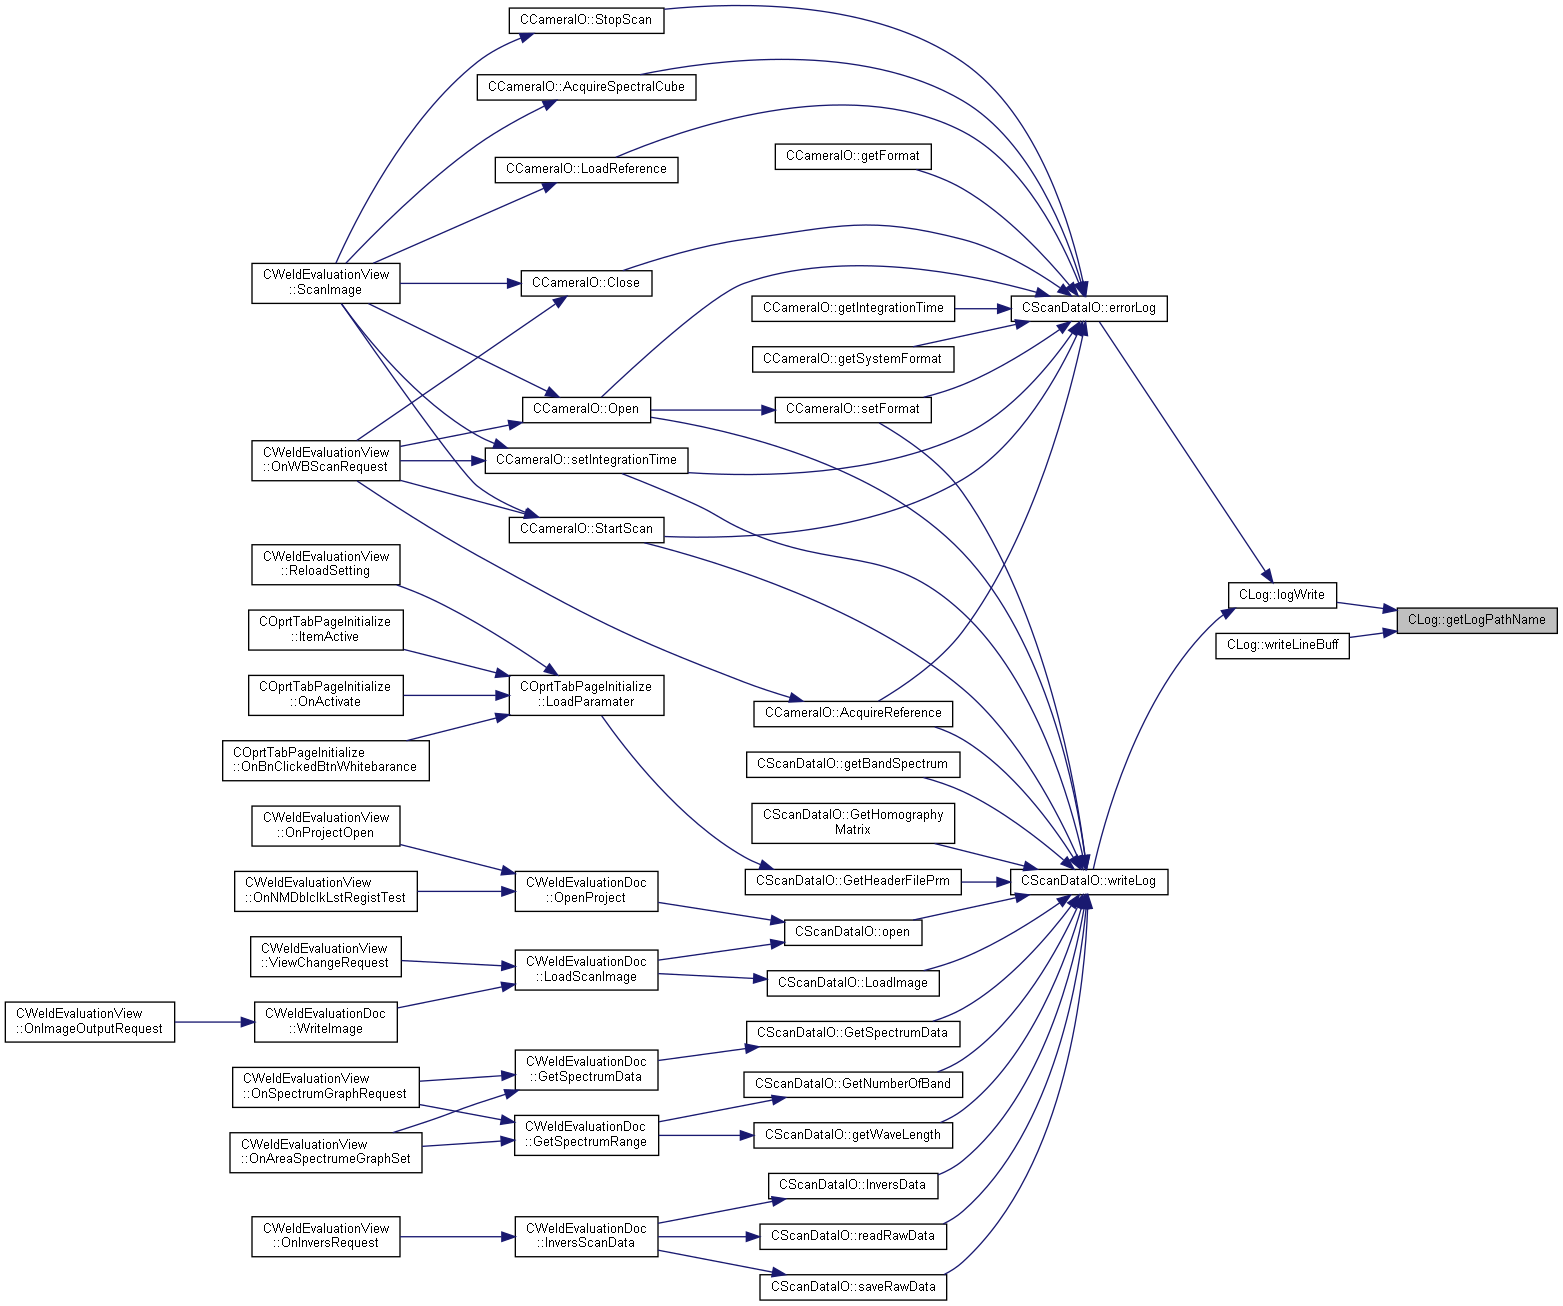 CCameraIO::StopScan
CCameraIO::AcquireSpectralCube
CCameraIO::getFormat
CCameraIO::LoadReference
CWeldEvaluationView
::ScanImage
CCameraIO::Close
CCameraIO::getIntegrationTime
CScanDataIO::errorLog
CCameraIO::getSystemFormat
CCameraIO::Open
CCameraIO::setFormat
CWeldEvaluationView
::OnWBScanRequest
CCameraIO::setIntegrationTime
CCameraIO::StartScan
CWeldEvaluationView
::ReloadSetting
CLog::logWrite
CLog::getLogPathName
COprtTabPageInitialize
::ItemActive
CLog::writeLineBuff
COprtTabPageInitialize
::OnActivate
COprtTabPageInitialize
::LoadParamater
CCameraIO::AcquireReference
COprtTabPageInitialize
::OnBnClickedBtnWhitebarance
CScanDataIO::getBandSpectrum
CWeldEvaluationView
::OnProjectOpen
CScanDataIO::GetHomography
Matrix
CWeldEvaluationView
::OnNMDblclkLstRegistTest
CWeldEvaluationDoc
::OpenProject
CScanDataIO::GetHeaderFilePrm
CScanDataIO::writeLog
CScanDataIO::open
CWeldEvaluationView
::ViewChangeRequest
CWeldEvaluationDoc
::LoadScanImage
CScanDataIO::LoadImage
CWeldEvaluationView
::OnImageOutputRequest
CWeldEvaluationDoc
::WriteImage
CScanDataIO::GetSpectrumData
CWeldEvaluationView
::OnSpectrumGraphRequest
CWeldEvaluationDoc
::GetSpectrumData
CScanDataIO::GetNumberOfBand
CWeldEvaluationView
::OnAreaSpectrumeGraphSet
CWeldEvaluationDoc
::GetSpectrumRange
CScanDataIO::getWaveLength
CScanDataIO::InversData
CWeldEvaluationView
::OnInversRequest
CWeldEvaluationDoc
::InversScanData
CScanDataIO::readRawData
CScanDataIO::saveRawData